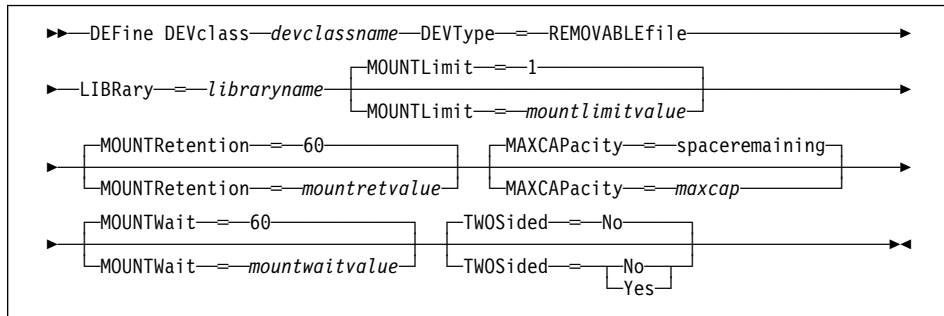 DEFine DEVclass devclassname DEVType = REMOVABLEfile
MOUNTLimit = 1
LIBRary = libraryname
MOUNTLimit = mountlimitvalue
MOUNTRetention = 60 MAXCAPacity = spaceremaining
MOUNTRetention = mountretvalue MAXCAPacity = maxcap
MOUNTWait = 60 TWOSided = No
MOUNTWait = mountwaitvalue TWOSided = No
Yes